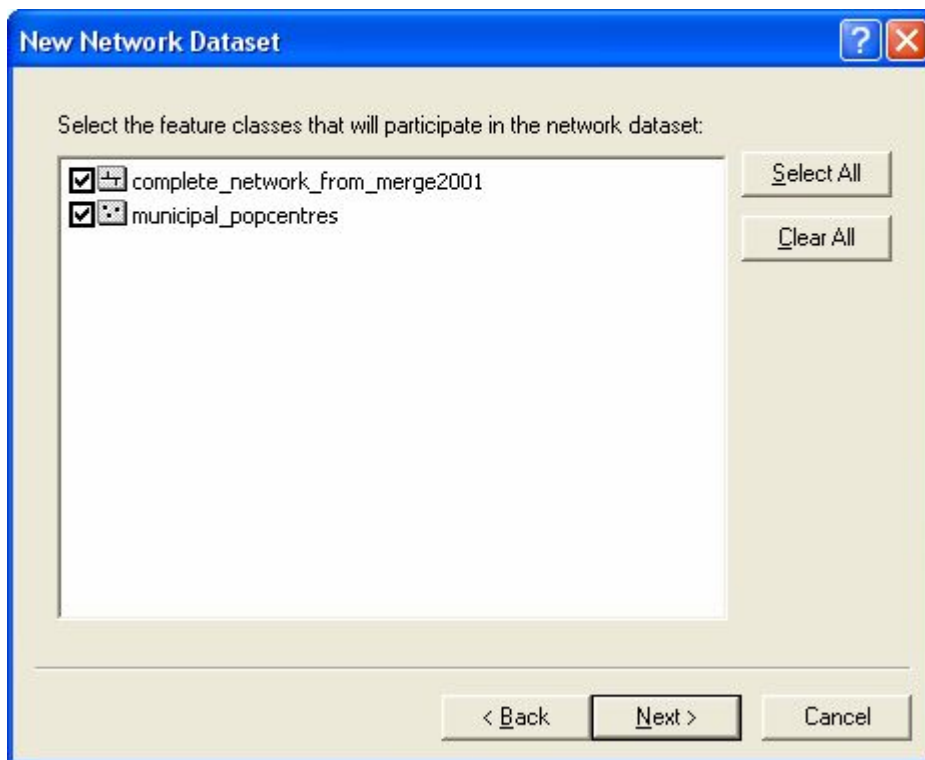 New Network Dataset
Select the feature classes that will participate in the network dataset:
complete_network_from_merge2001
municipal_popcentres
Select All
Clear All
< Back
Next >
Cancel